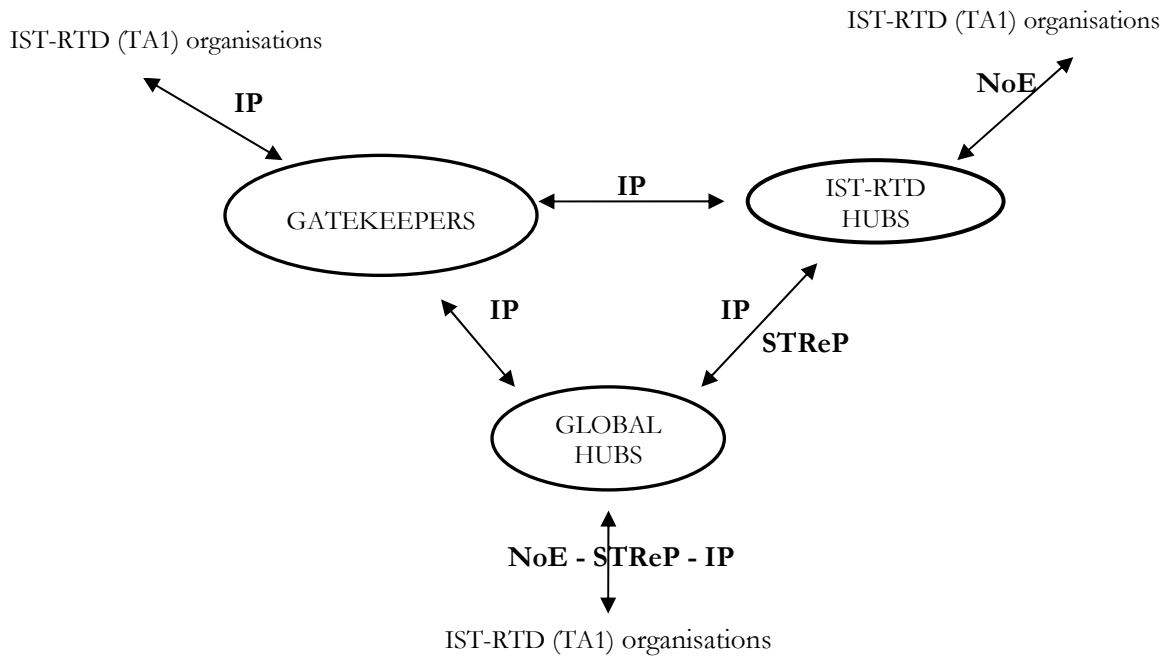 IST-RTD (TA1) organisations
IST-RTD (TA1) organisations
IP
NoE
GATEKEEPERS
IP
IST-RTD
HUBS
IP
IP
STReP
GLOBAL
HUBS
NoE - STReP - IP
IST-RTD (TA1) organisations